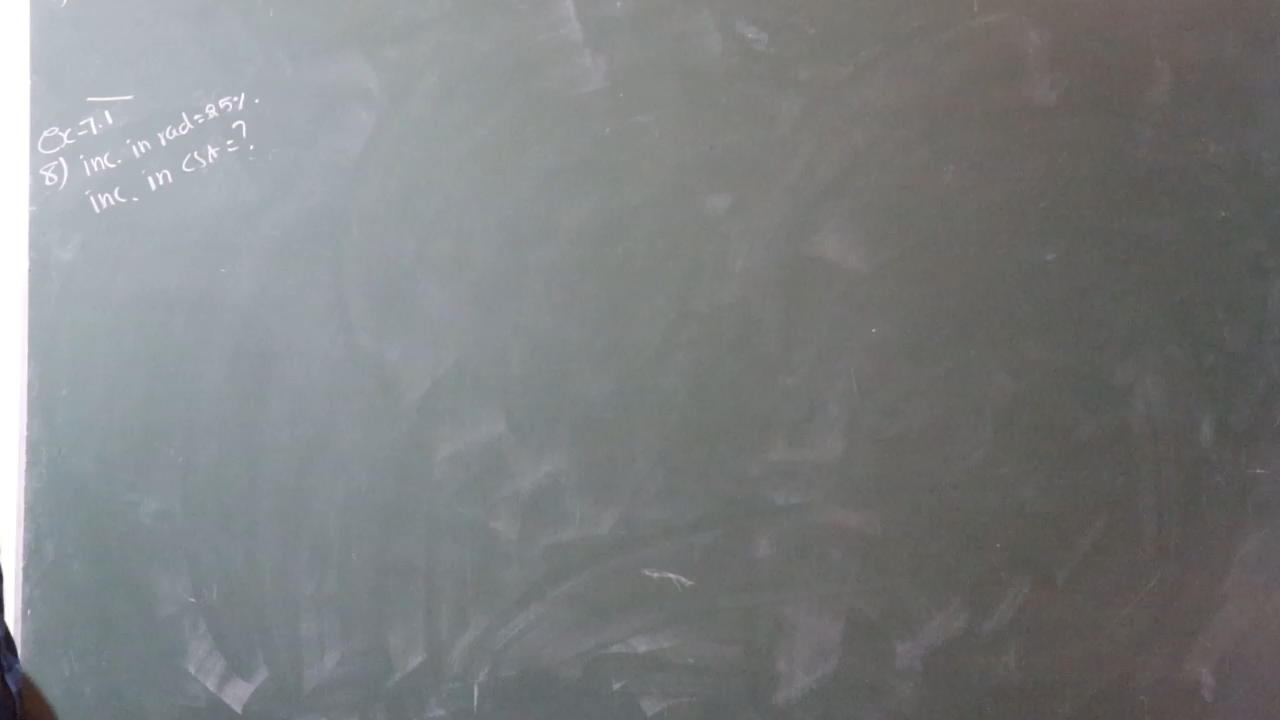 Ex-7.1
8) inc. in rad = 25%.
inc. in CSA = ?